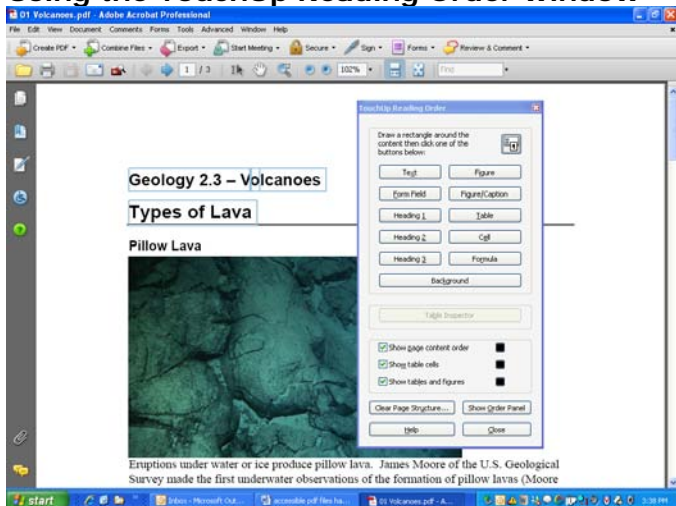 Using the TouchUp Reading Order Window
01 Volcanoes.pdf - Adobe Acrobat Professional
File Edit View Document Comments Forms Tools Advanced Window Help
Create PDF Combine Files Export Start Meeting Secure Sign Forms Review & Comment
1 / 3 102% Find
TouchUp Reading Order
Draw a rectangle around the
content then click one of the
buttons below:
Text Figure
Form Field Figure/Caption
Heading 1 Table
Heading 2 Cell
Heading 3 Formula
Background
Table Inspector
Show page content order
Show table cells
Show tables and figures
Clear Page Structure... Show Order Panel
Help Close
Geology 2.3 – Volcanoes
Types of Lava
Pillow Lava
Eruptions under water or ice produce pillow lava. James Moore of the U.S. Geological
Survey made the first underwater observations of the formation of pillow lavas (Moore
start Inbox - Microsoft Out... accessible pdf files ha... 01 Volcanoes.pdf - A... 3:38 PM